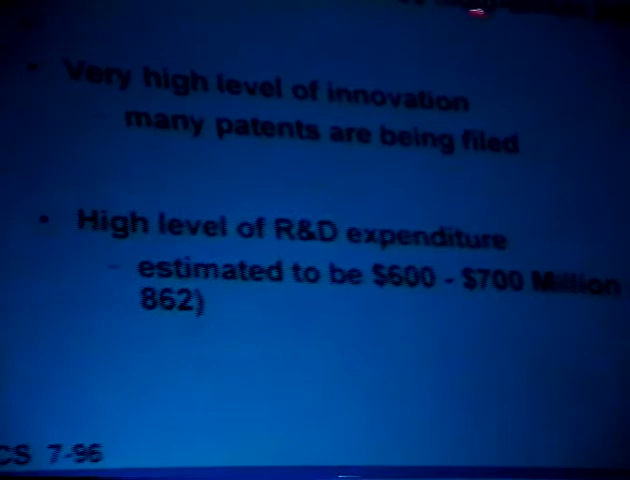 • Very high level of innovation
many patents are being filed
• High level of R&D expenditure
– estimated to be $600 - $700 Million
862)
CS 7-96